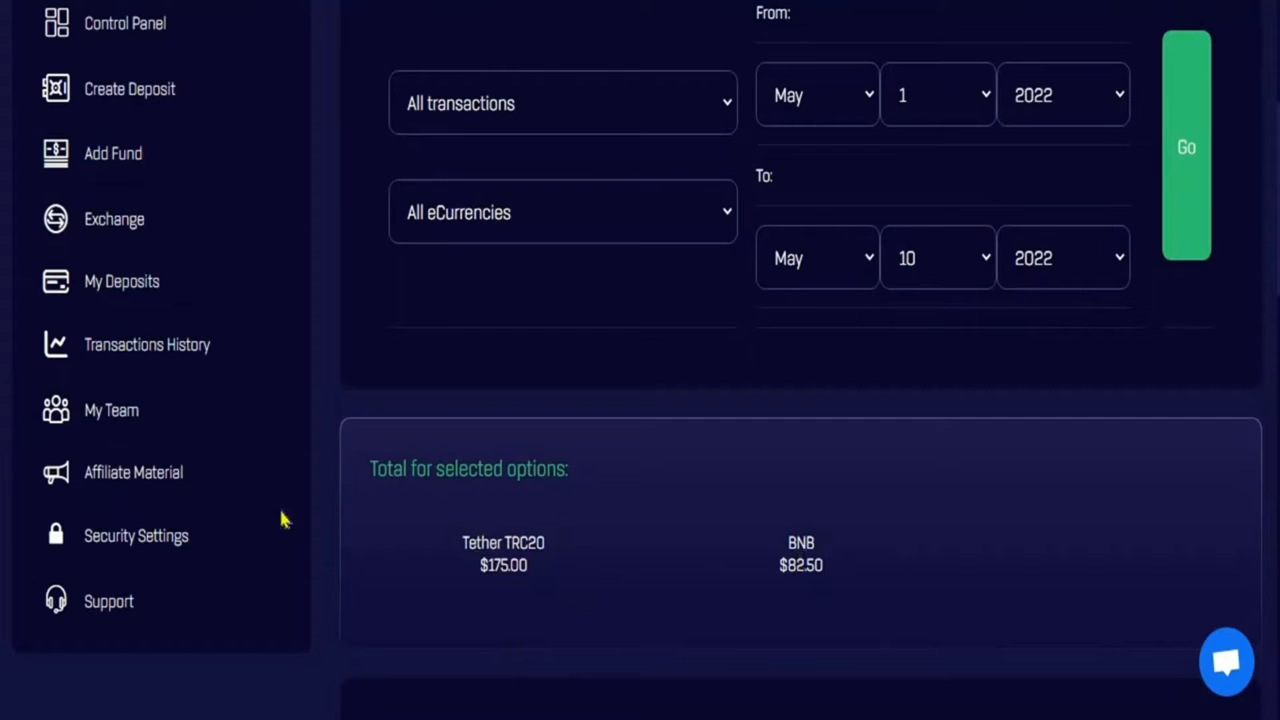 Control Panel
Create Deposit
Add Fund
Exchange
My Deposits
Transactions History
My Team
Affiliate Material
Security Settings
Support
All transactions
All eCurrencies
From:
May 1 2022
To:
May 10 2022
Go
Total for selected options:
Tether TRC20 BNB
$175.00 $82.50